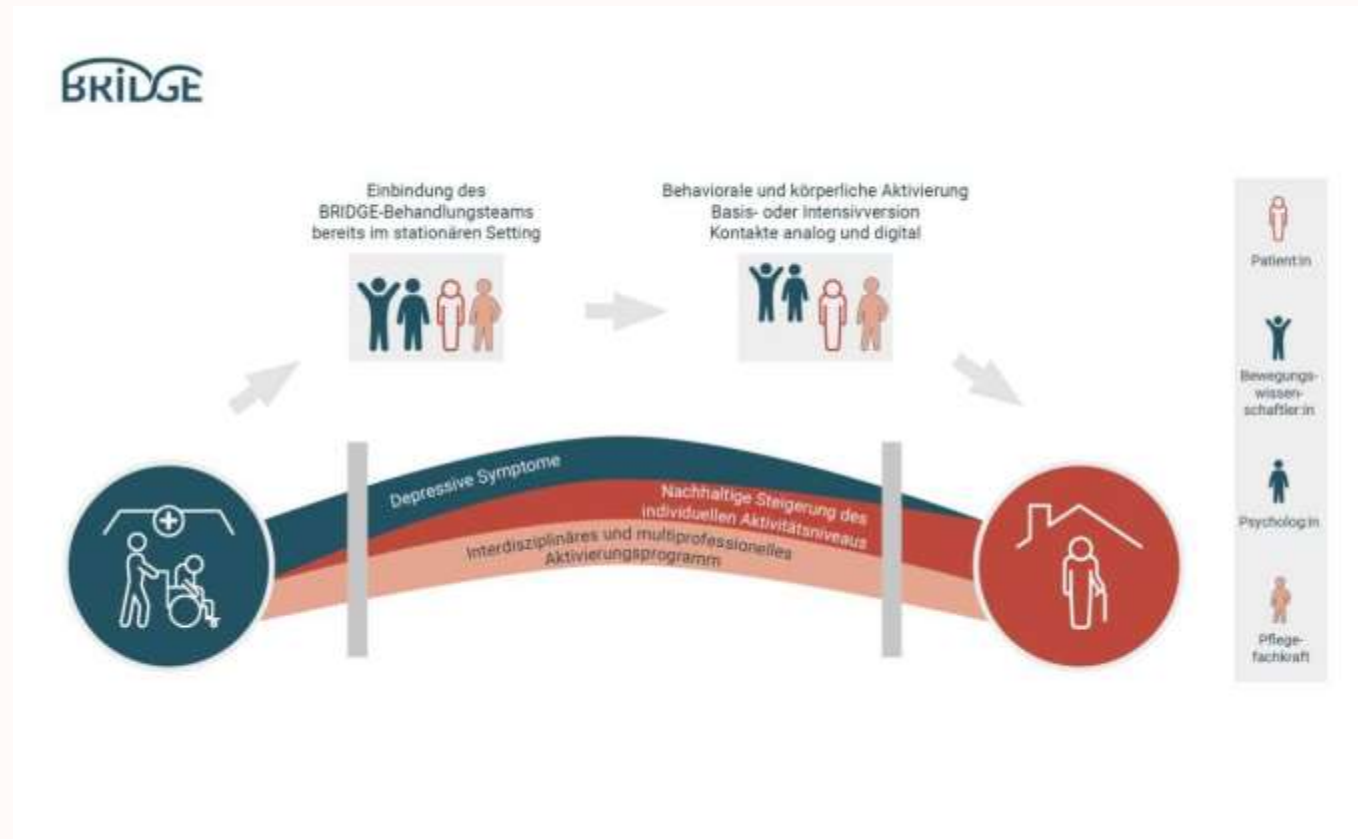 BRIDGE
Einbindung des
BRIDGE-Behandlungsteams
bereits im stationären Setting
Behaviorale und körperliche Aktivierung
Basis- oder Intensivversion
Kontakte analog und digital
Depressive Symptome
Nachhaltige Steigerung des
individuellen Aktivitätsniveaus
Interdisziplinäres und multiprofessionelles
Aktivierungsprogramm
Patient:in
Bewegungs-
wissen-
schaftler:in
Psycholog:in
Pflege-
fachkraft